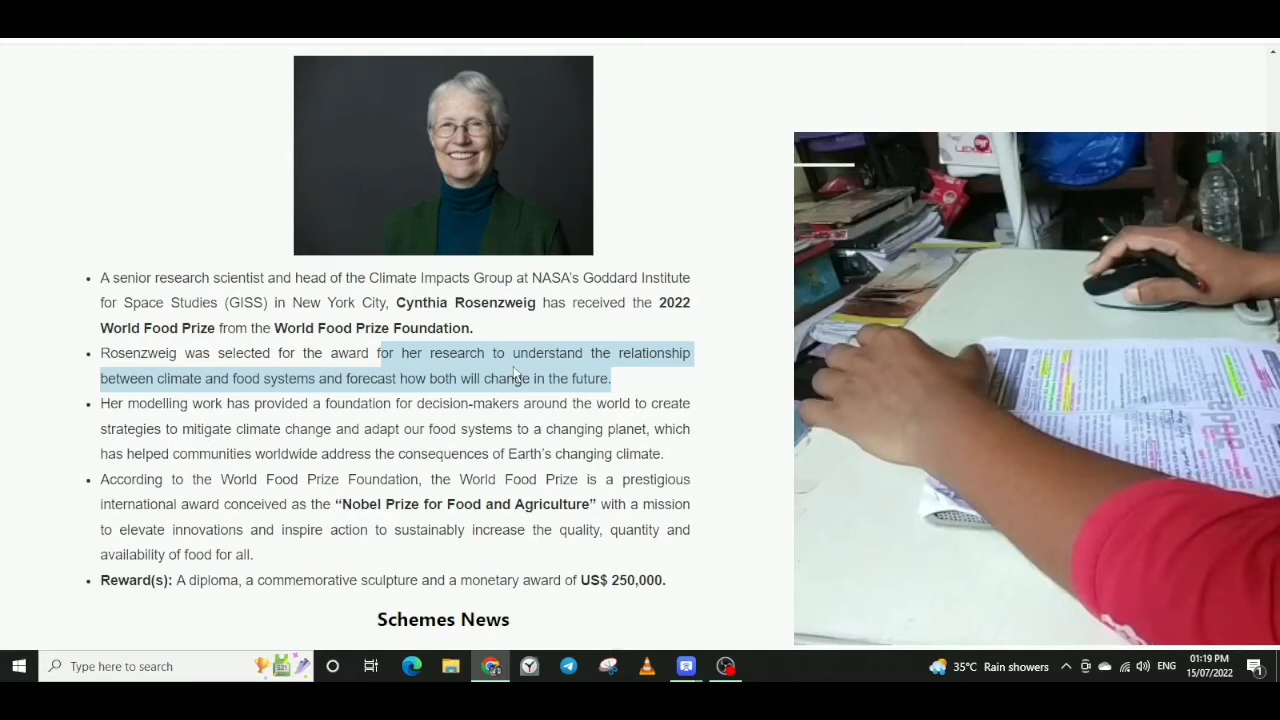 • A senior research scientist and head of the Climate Impacts Group at NASA's Goddard Institute
for Space Studies (GISS) in New York City, Cynthia Rosenzweig has received the 2022
World Food Prize from the World Food Prize Foundation.
• Rosenzweig was selected for the award for her research to understand the relationship
between climate and food systems and forecast how both will change in the future.
• Her modelling work has provided a foundation for decision-makers around the world to create
strategies to mitigate climate change and adapt our food systems to a changing planet, which
has helped communities worldwide address the consequences of Earth's changing climate.
• According to the World Food Prize Foundation, the World Food Prize is a prestigious
international award conceived as the “Nobel Prize for Food and Agriculture” with a mission
to elevate innovations and inspire action to sustainably increase the quality, quantity and
availability of food for all.
• Reward(s): A diploma, a commemorative sculpture and a monetary award of US$ 250,000.
Schemes News
Type here to search
35°C Rain showers
ENG
01:19 PM
15/07/2022